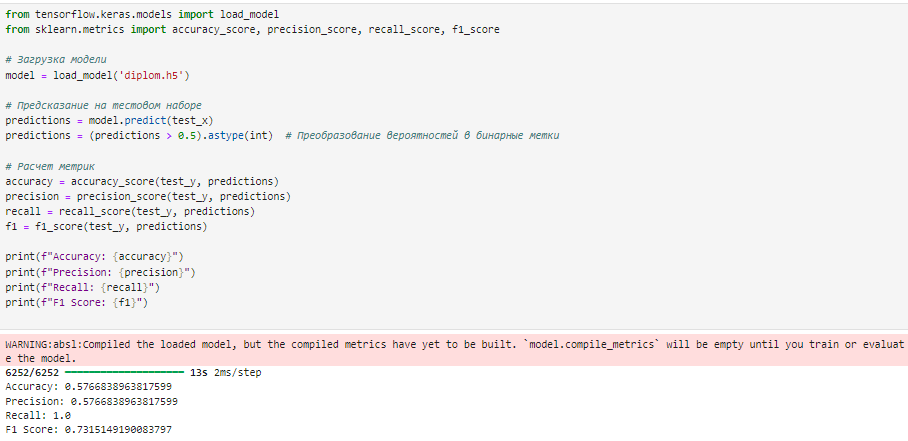 from tensorflow.keras.models import load_model
from sklearn.metrics import accuracy_score, precision_score, recall_score, f1_score
# Загрузка модели
model = load_model('diplom.h5')
# Предсказание на тестовом наборе
predictions = model.predict(test_x)
predictions = (predictions > 0.5).astype(int)  # Преобразование вероятностей в бинарные метки
# Расчет метрик
accuracy = accuracy_score(test_y, predictions)
precision = precision_score(test_y, predictions)
recall = recall_score(test_y, predictions)
f1 = f1_score(test_y, predictions)
print(f"Accuracy: {accuracy}")
print(f"Precision: {precision}")
print(f"Recall: {recall}")
print(f"F1 Score: {f1}")
WARNING:absl:Compiled the loaded model, but the compiled metrics have yet to be built. `model.compile_metrics` will be empty until you train or evaluat
e the model.
6252/6252 ━━━━━━━━━━━━━━━━━━━━ 13s 2ms/step
Accuracy: 0.5766838963817599
Precision: 0.5766838963817599
Recall: 1.0
F1 Score: 0.7315149190083797